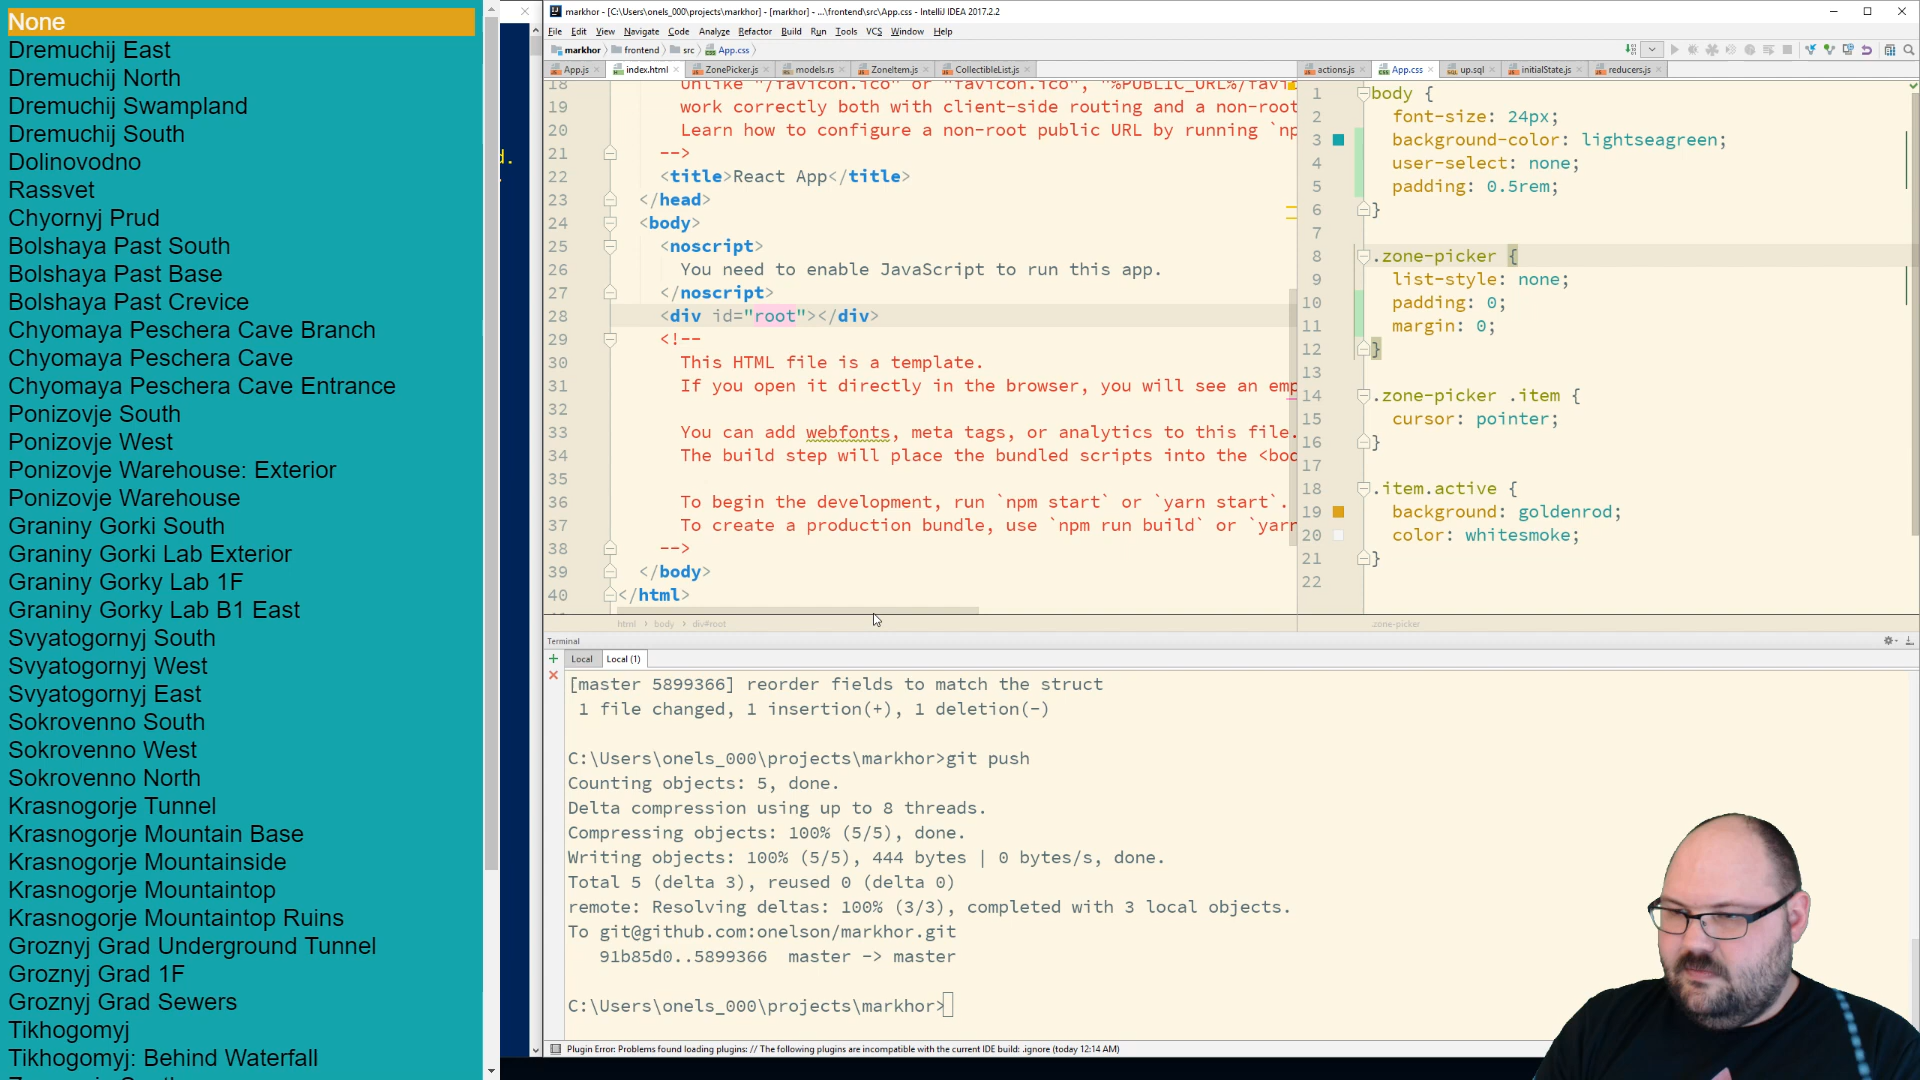 None
Dremuchij East
Dremuchij North
Dremuchij Swampland
Dremuchij South
Dolinovodno
Rassvet
Chyornyj Prud
Bolshaya Past South
Bolshaya Past Base
Bolshaya Past Crevice
Chyomaya Peschera Cave Branch
Chyomaya Peschera Cave
Chyomaya Peschera Cave Entrance
Ponizovje South
Ponizovje West
Ponizovje Warehouse: Exterior
Ponizovje Warehouse
Graniny Gorki South
Graniny Gorki Lab Exterior
Graniny Gorky Lab 1F
Graniny Gorky Lab B1 East
Svyatogornyj South
Svyatogornyj West
Svyatogornyj East
Sokrovenno South
Sokrovenno West
Sokrovenno North
Krasnogorje Tunnel
Krasnogorje Mountain Base
Krasnogorje Mountainside
Krasnogorje Mountaintop
Krasnogorje Mountaintop Ruins
Groznyj Grad Underground Tunnel
Groznyj Grad 1F
Groznyj Grad Sewers
Tikhogomyj
Tikhogomyj: Behind Waterfall
d.
markhor - [C:\Users\onels_000\projects\markhor] - [markhor] - ...\frontend\src\App.css - IntelliJ IDEA 2017.2.2
File Edit View Navigate Code Analyze Refactor Build Run Tools VCS Window Help
markhor frontend src App.css
App.js index.html ZonePicker.js models.rs ZoneItem.js CollectibleList.js
18 Unlike "/favicon.ico" or "favicon.ico", "%PUBLIC_URL%/favi
19 work correctly both with client-side routing and a non-root
20 Learn how to configure a non-root public URL by running `np
21 -->
22 <title>React App</title>
23 </head>
24 <body>
25 <noscript>
26 You need to enable JavaScript to run this app.
27 </noscript>
28 <div id="root"></div>
29 <!--
30 This HTML file is a template.
31 If you open it directly in the browser, you will see an emp
32
33 You can add webfonts, meta tags, or analytics to this file.
34 The build step will place the bundled scripts into the <bod
35
36 To begin the development, run `npm start` or `yarn start`.
37 To create a production bundle, use `npm run build` or `yarn
38 -->
39 </body>
40 </html>
html body div#root
actions.js App.css up.sql initialState.js reducers.js
1 body {
2 font-size: 24px;
3 background-color: lightseagreen;
4 user-select: none;
5 padding: 0.5rem;
6 }
7
8 .zone-picker {
9 list-style: none;
10 padding: 0;
11 margin: 0;
12 }
13
14 .zone-picker .item {
15 cursor: pointer;
16 }
17
18 .item.active {
19 background: goldenrod;
20 color: whitesmoke;
21 }
22
.zone-picker
Terminal
Local Local (1)
[master 5899366] reorder fields to match the struct
1 file changed, 1 insertion(+), 1 deletion(-)
C:\Users\onels_000\projects\markhor>git push
Counting objects: 5, done.
Delta compression using up to 8 threads.
Compressing objects: 100% (5/5), done.
Writing objects: 100% (5/5), 444 bytes | 0 bytes/s, done.
Total 5 (delta 3), reused 0 (delta 0)
remote: Resolving deltas: 100% (3/3), completed with 3 local objects.
To git@github.com:onelson/markhor.git
91b85d0..5899366 master -> master
C:\Users\onels_000\projects\markhor>
Plugin Error: Problems found loading plugins: // The following plugins are incompatible with the current IDE build: .ignore (today 12:14 AM)